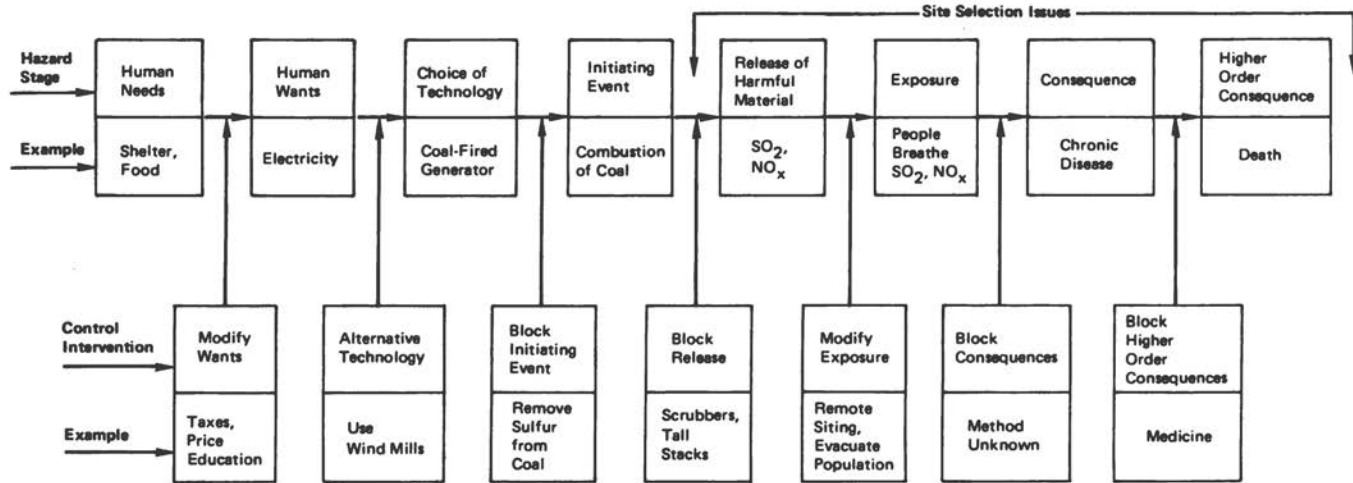 Site Selection Issues
Hazard
Stage
Human
Needs
Human
Wants
Choice of
Technology
Initiating
Event
Release of
Harmful
Material
Exposure
Consequence
Higher
Order
Consequence
Example
Shelter,
Food
Electricity
Coal-Fired
Generator
Combustion
of Coal
SO2,
NOx
People
Breathe
SO2, NOx
Chronic
Disease
Death
Control
Intervention
Modify
Wants
Alternative
Technology
Block
Initiating
Event
Block
Release
Modify
Exposure
Block
Consequences
Block
Higher
Order
Consequences
Example
Taxes,
Price
Education
Use
Wind Mills
Remove
Sulfur
from
Coal
Scrubbers,
Tall
Stacks
Remote
Siting,
Evacuate
Population
Method
Unknown
Medicine